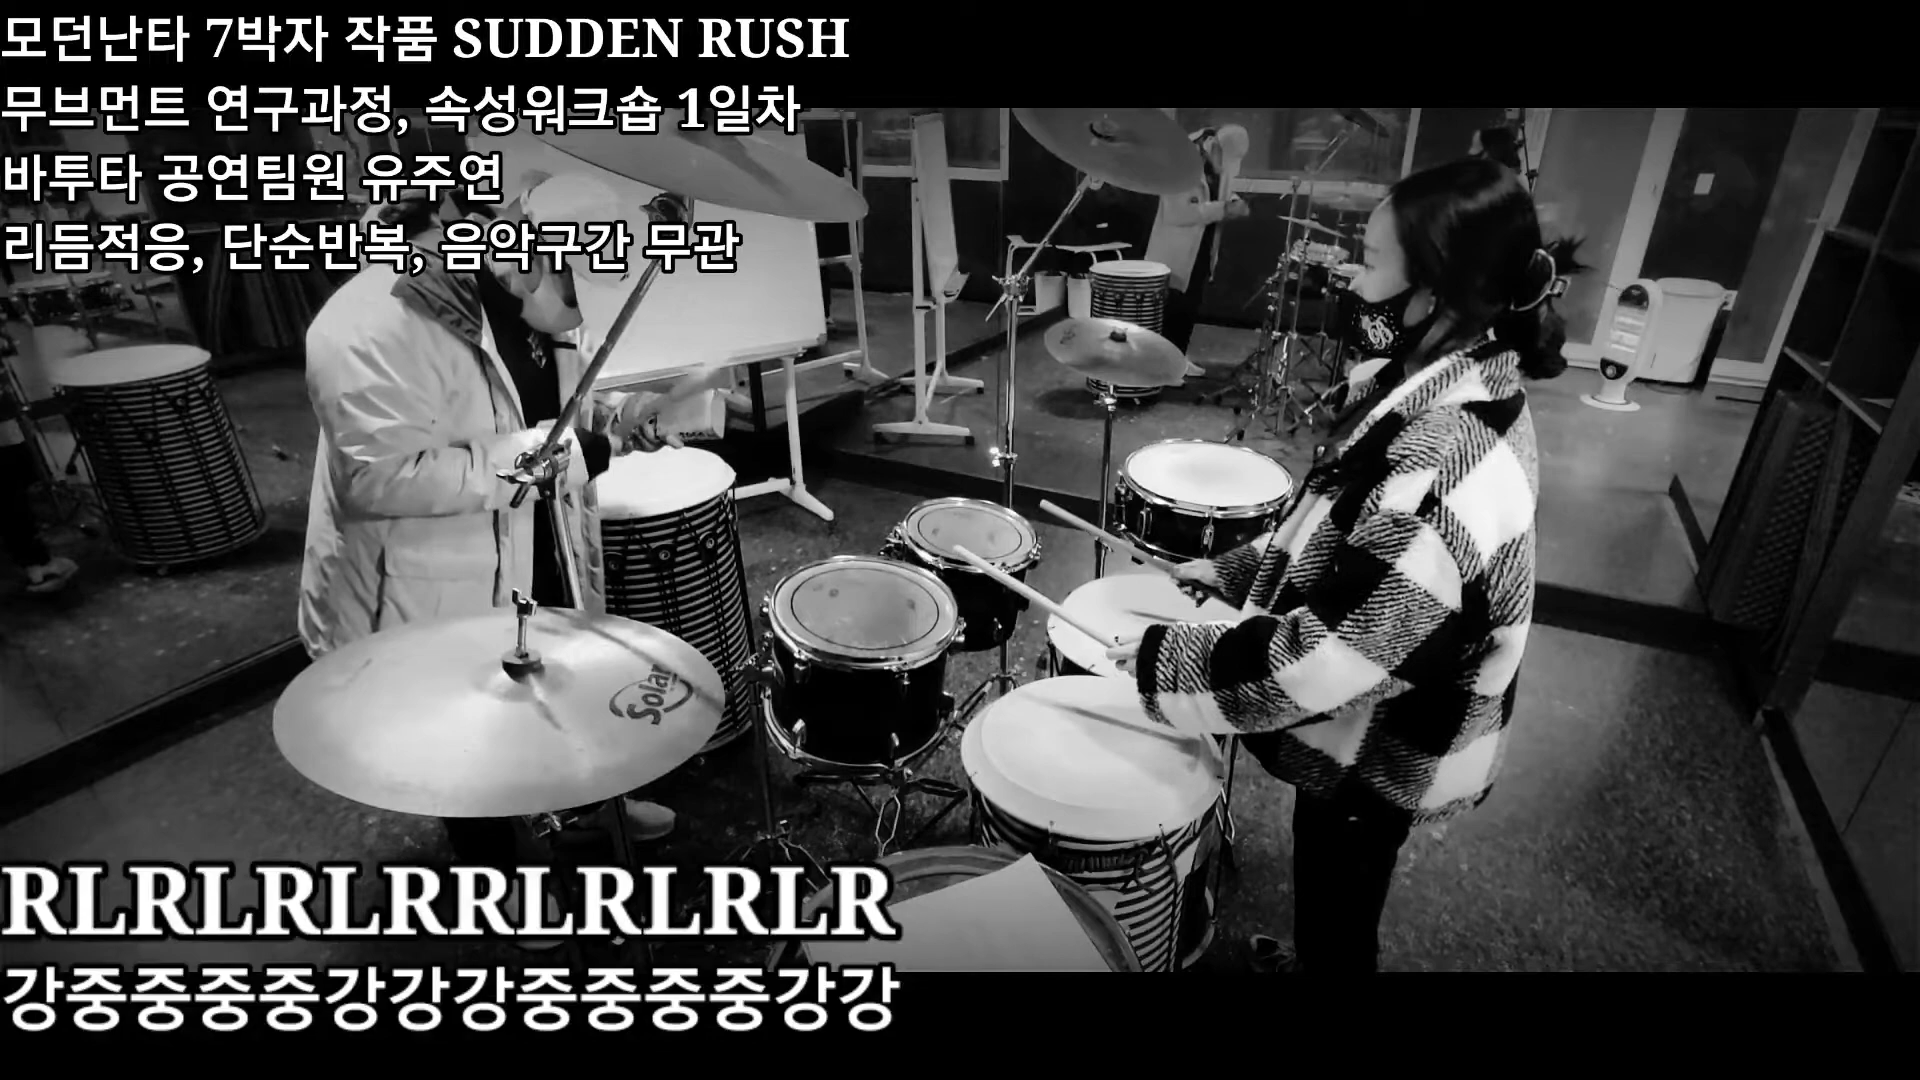 모던난타 7박자 작품 SUDDEN RUSH
무브먼트 연구과정, 속성워크숍 1일차
바투타 공연팀원 유주연
리듬적응, 단순반복, 음악구간 무관
Solar
RLRLRLRRLRLRLR
강중중중중강강강중중중중강강